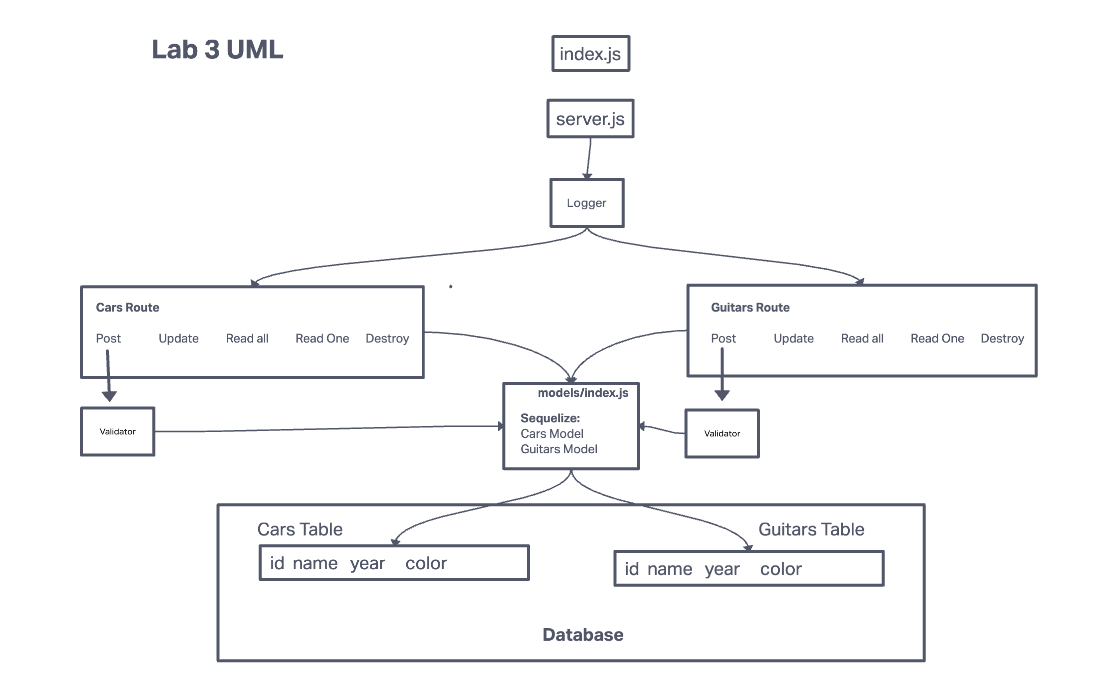 Lab 3 UML
index.js
server.js
Logger
Cars Route
Post Update Read all Read One Destroy
Guitars Route
Post Update Read all Read One Destroy
Validator
models/index.js
Sequelize:
Cars Model
Guitars Model
Validator
Cars Table
id name year color
Guitars Table
id name year color
Database